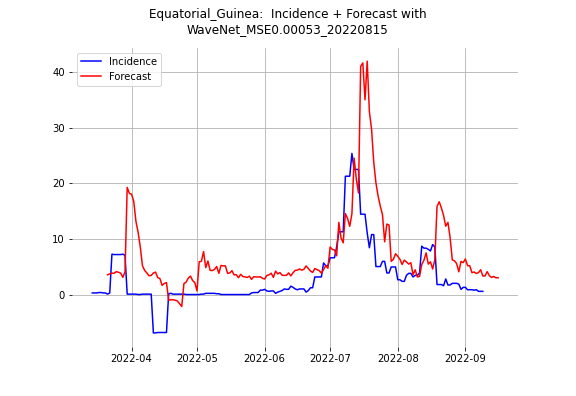 Equatorial_Guinea:  Incidence + Forecast with
WaveNet_MSE0.00053_20220815
Incidence
Forecast
40
30
20
10
0
2022-04 2022-05 2022-06 2022-07 2022-08 2022-09